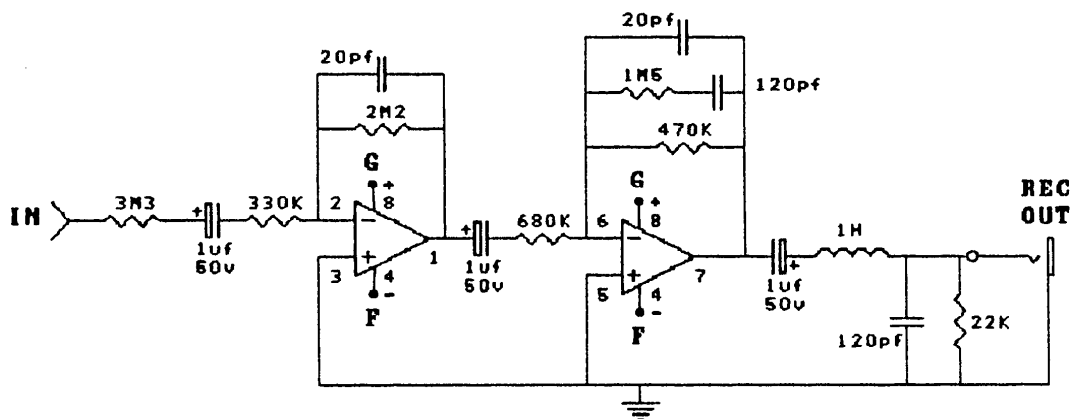 20pf
2M2
G
+
IN
3M3
+
1uf
50v
330K
2
8
−
+
3
4
1
−
F
+
1uf
50v
680K
20pf
1M5
120pf
470K
G
+
6
8
−
+
5
4
7
−
F
+
1uf
50v
1H
120pf
22K
REC
OUT